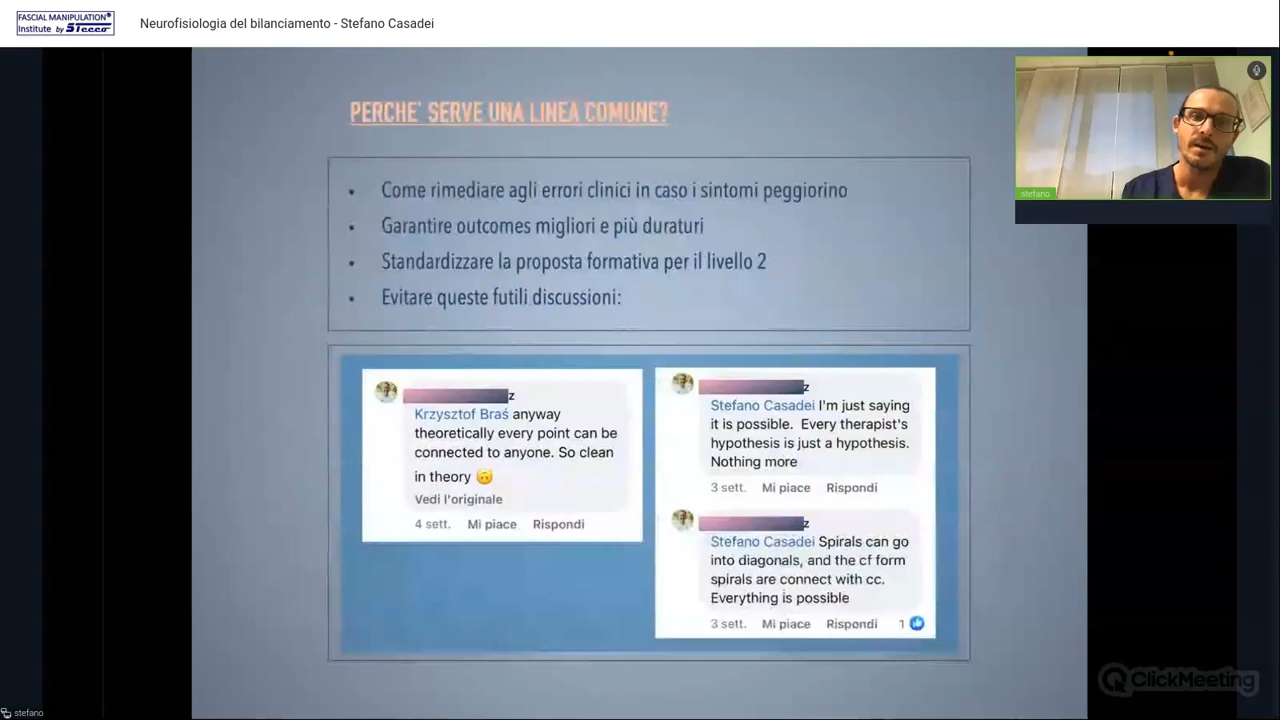 FASCIAL MANIPULATION®
Institute by Stecco
Neurofisiologia del bilanciamento - Stefano Casadei
PERCHE' SERVE UNA LINEA COMUNE?
• Come rimediare agli errori clinici in caso i sintomi peggiorino
• Garantire outcomes migliori e più duraturi
• Standardizzare la proposta formativa per il livello 2
• Evitare queste futili discussioni:
z
Krzysztof Braś anyway
theoretically every point can be
connected to anyone. So clean
in theory 🙃
Vedi l'originale
4 sett. Mi piace Rispondi
z
Stefano Casadei I'm just saying
it is possible. Every therapist's
hypothesis is just a hypothesis.
Nothing more
3 sett. Mi piace Rispondi
z
Stefano Casadei Spirals can go
into diagonals, and the cf form
spirals are connect with cc.
Everything is possible
3 sett. Mi piace Rispondi 1
stefano
ClickMeeting
stefano